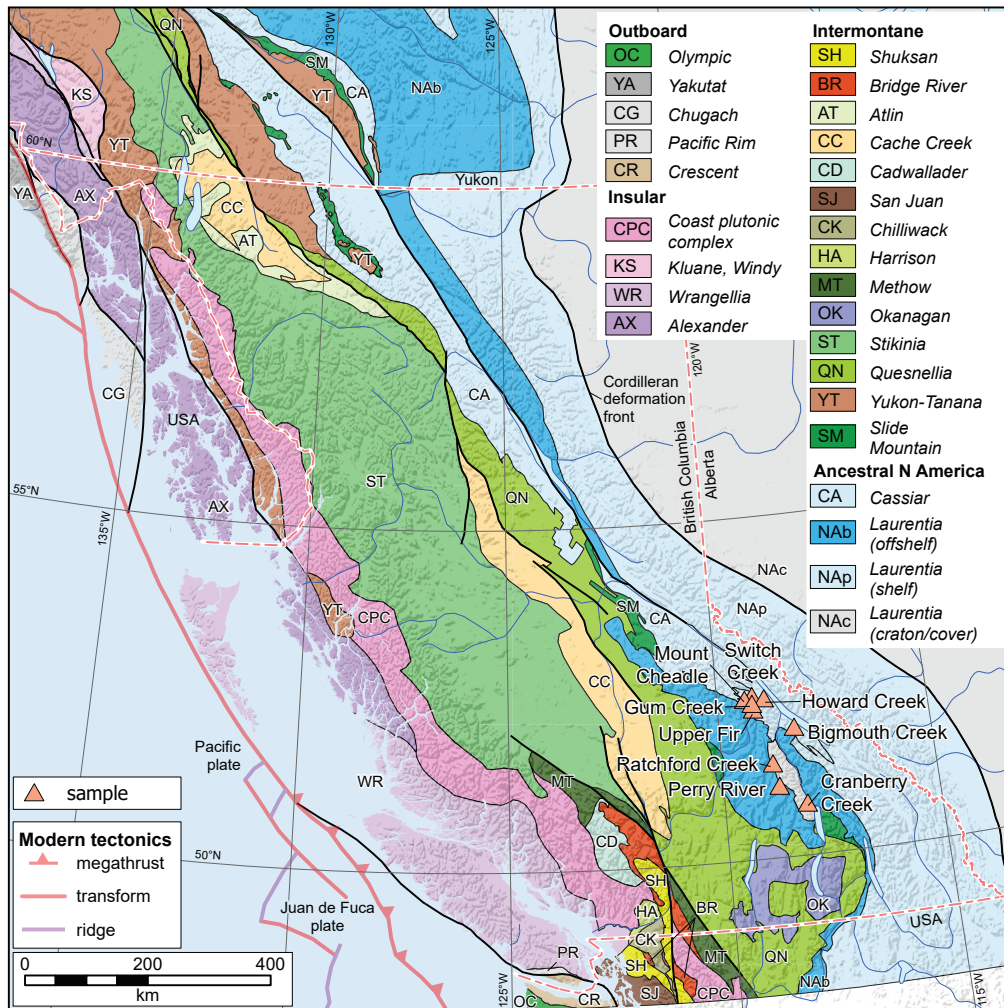 Outboard
OC Olympic
YA Yakutat
CG Chugach
PR Pacific Rim
CR Crescent
Insular
CPC Coast plutonic
complex
KS Kluane, Windy
WR Wrangellia
AX Alexander
Intermontane
SH Shuksan
BR Bridge River
AT Atlin
CC Cache Creek
CD Cadwallader
SJ San Juan
CK Chilliwack
HA Harrison
MT Methow
OK Okanagan
ST Stikinia
QN Quesnellia
YT Yukon-Tanana
SM Slide
Mountain
Ancestral N America
CA Cassiar
NAb Laurentia
(offshelf)
NAp Laurentia
(shelf)
NAc Laurentia
(craton/cover)
QN
130°W
125°W
SM
YT
CA
NAb
KS
60°N
YT
YA
AX
Yukon
CC
AT
YT
120°W
Cordilleran
deformation
front
CG
CA
USA
British Columbia
Alberta
ST
QN
55°N
AX
135°W
NAc
YT
CPC
SM
CA
NAp
Mount
Cheadle
Switch
Creek
CC
Gum Creek
Howard Creek
Upper Fir
Bigmouth Creek
Pacific
plate
Ratchford Creek
WR
MT
Perry River
Cranberry
Creek
sample
Modern tectonics
megathrust
transform
ridge
50°N
CD
SH
Juan de Fuca
plate
HA
BR
OK
USA
CK
PR
SH
MT
QN
NAb
0 200 400
km
125°W
OC
CR
SJ
CPC
115°W